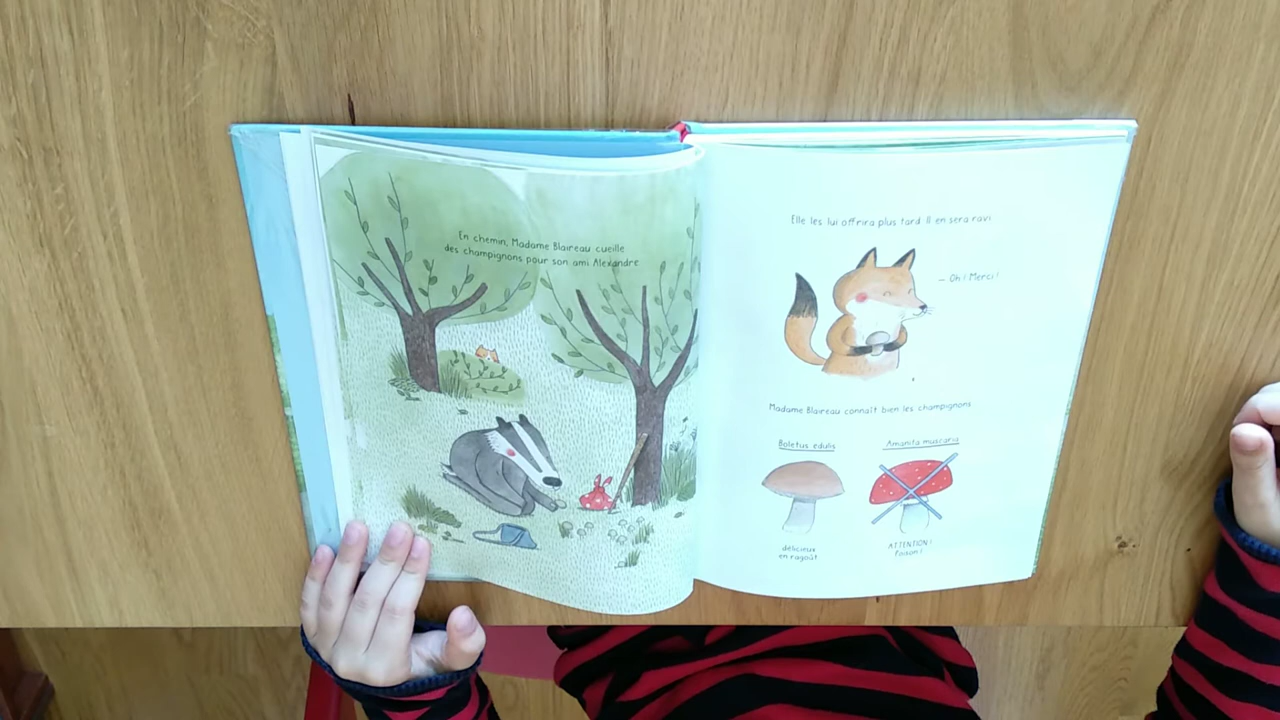 En chemin, Madame Blaireau cueille
des champignons pour son ami Alexandre.
Elle les lui offrira plus tard. Il en sera ravi.
– Oh ! Merci !
Madame Blaireau connaît bien les champignons.
Boletus edulis
délicieux
en ragoût
Amanita muscaria
ATTENTION !
Poison !